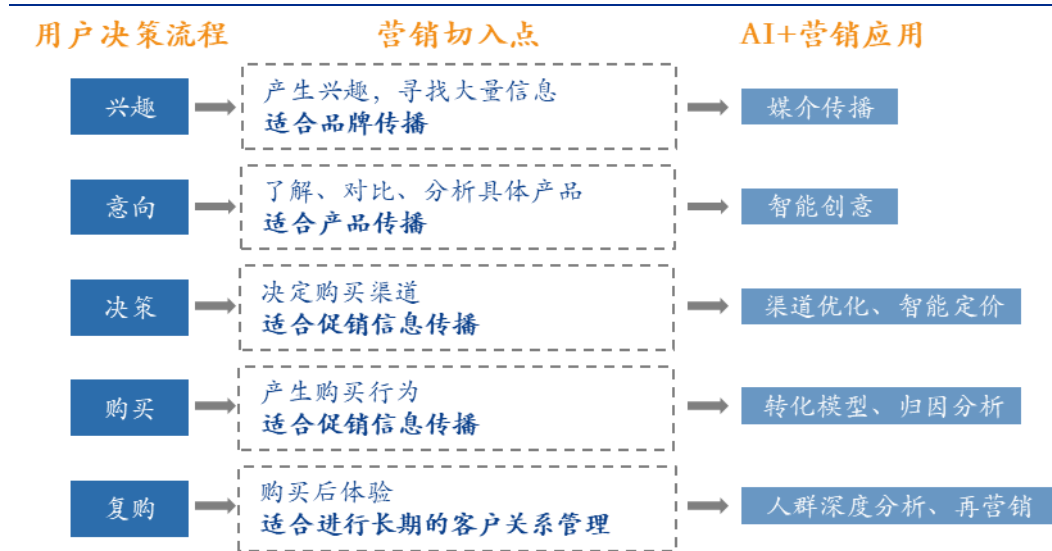 用户决策流程 营销切入点 AI+营销应用
兴趣
产生兴趣，寻找大量信息
适合品牌传播
媒介传播
意向
了解、对比、分析具体产品
适合产品传播
智能创意
决策
决定购买渠道
适合促销信息传播
渠道优化、智能定价
购买
产生购买行为
适合促销信息传播
转化模型、归因分析
复购
购买后体验
适合进行长期的客户关系管理
人群深度分析、再营销